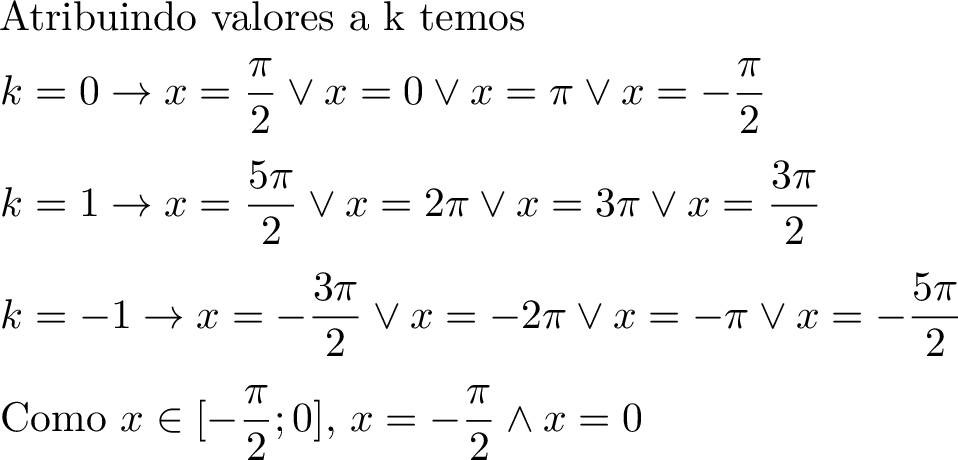 Atribuindo valores a k temos
k = 0 → x = π/2 ∨ x = 0 ∨ x = π ∨ x = −π/2
k = 1 → x = 5π/2 ∨ x = 2π ∨ x = 3π ∨ x = 3π/2
k = −1 → x = −3π/2 ∨ x = −2π ∨ x = −π ∨ x = −5π/2
Como x ∈ [−π/2; 0], x = −π/2 ∧ x = 0